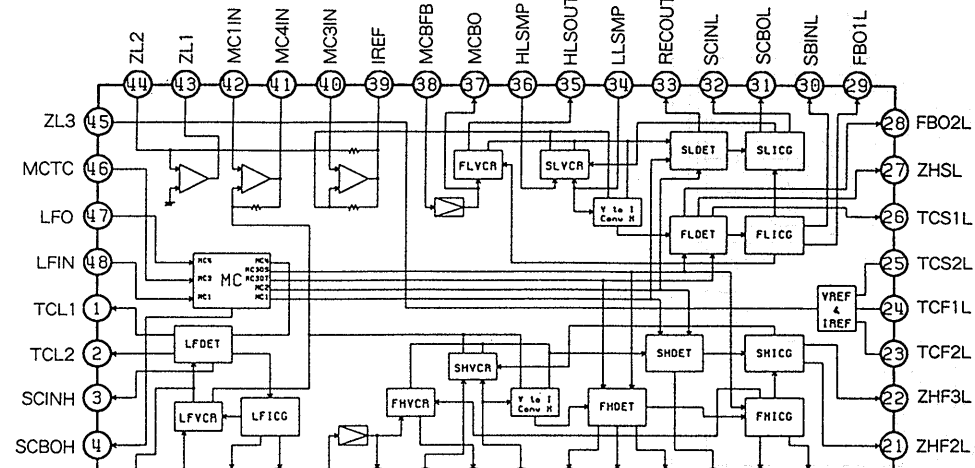 ZL2
ZL1
MC1IN
MC4IN
MC3IN
IREF
MCBFB
MCBO
HLSMP
HLSOUT
LLSMP
RECOUT
SCINL
SCBOL
SBINL
FBO1L
44 43 42 41 40 39 38 37 36 35 34 33 32 31 30 29
ZL3 45
28 FBO2L
MCTC 46
27 ZHSL
LFO 47
26 TCS1L
LFIN 48
25 TCS2L
TCL1 1
24 TCF1L
TCL2 2
23 TCF2L
SCINH 3
22 ZHF3L
SCBOH 4
21 ZHF2L
FLVCR
SLVCR
SLDET
SLICG
V to I
Conv
FLDET
FLICG
MC
MC3
MC1
MC2
MC1
VREF
&
IREF
LFDET
SHVCR
SHDET
SHICG
LFVCR
LFICG
FHVCR
V to I
Conv
FHDET
FHICG